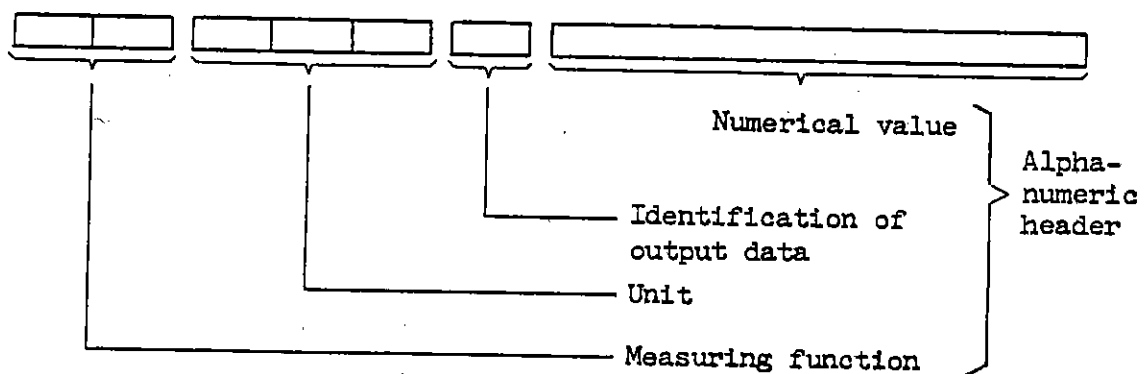 Numerical value
Identification of
output data
Unit
Measuring function
Alpha-
numeric
header